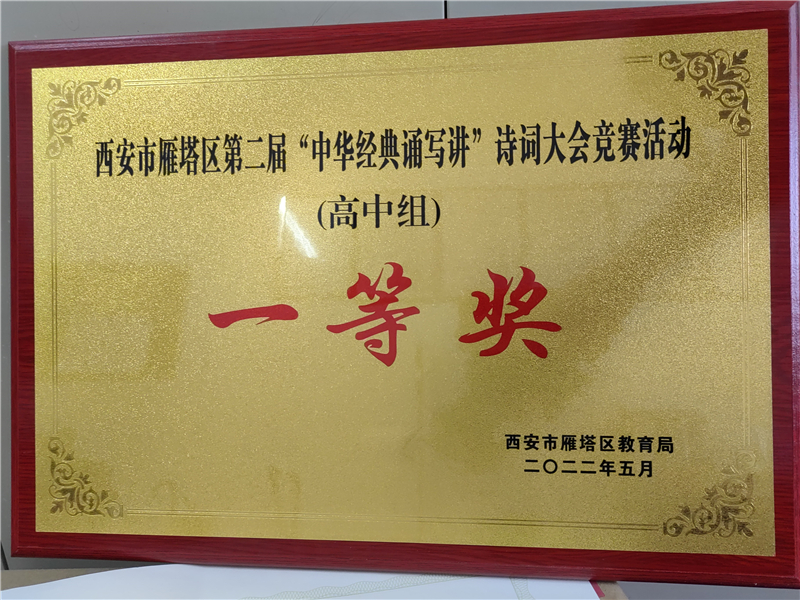 西安市雁塔区第二届“中华经典诵写讲”诗词大会竞赛活动
(高中组)
一等奖
西安市雁塔区教育局
二〇二二年五月